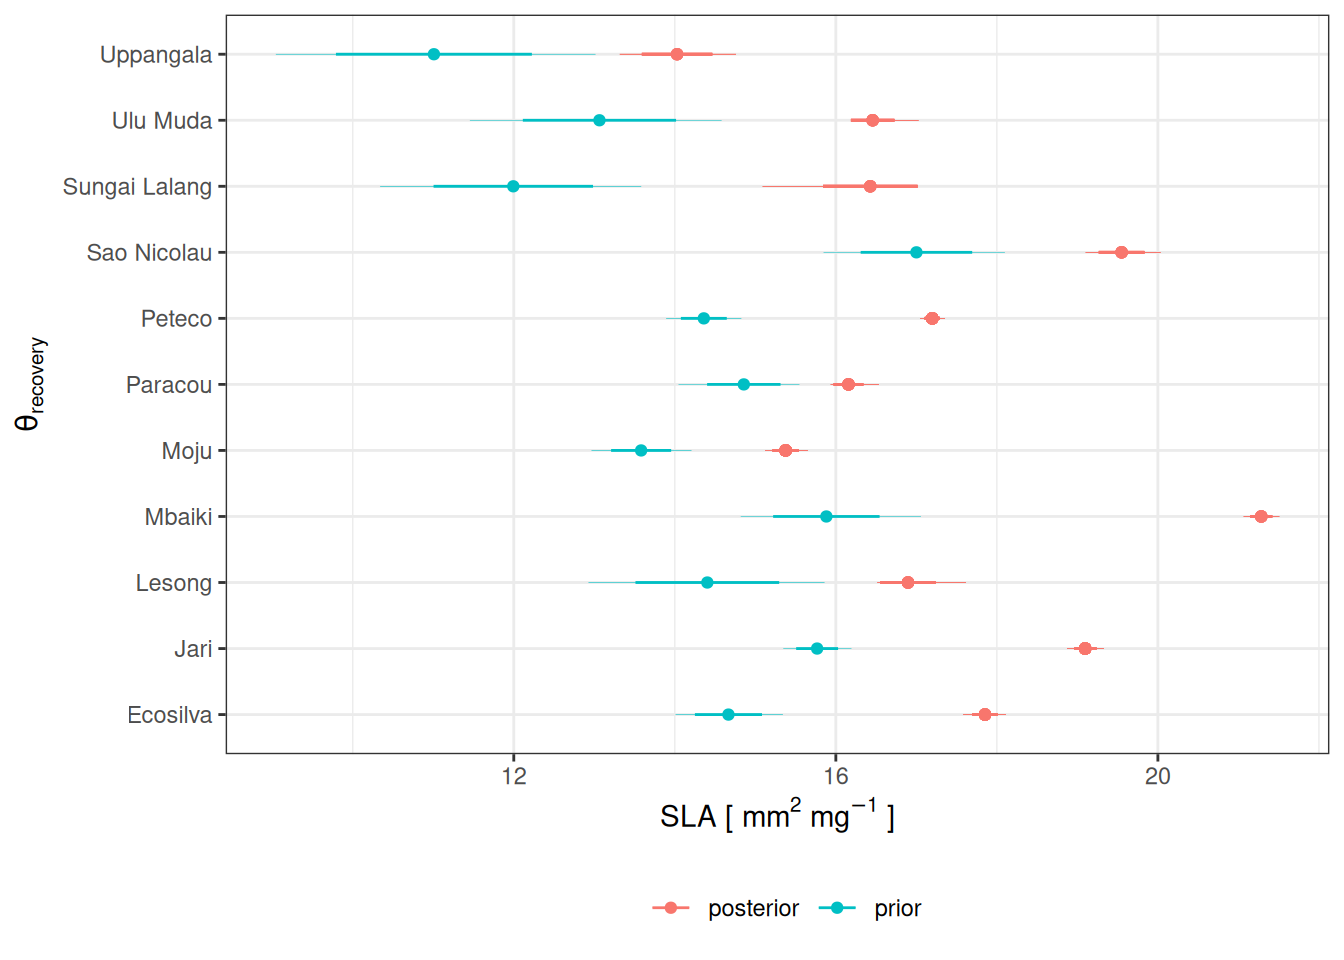 Uppangala
Ulu Muda
Sungai Lalang
Sao Nicolau
Peteco
Paracou
Moju
Mbaiki
Lesong
Jari
Ecosilva
θrecovery
12 16 20
SLA [ mm² mg⁻¹ ]
posterior prior